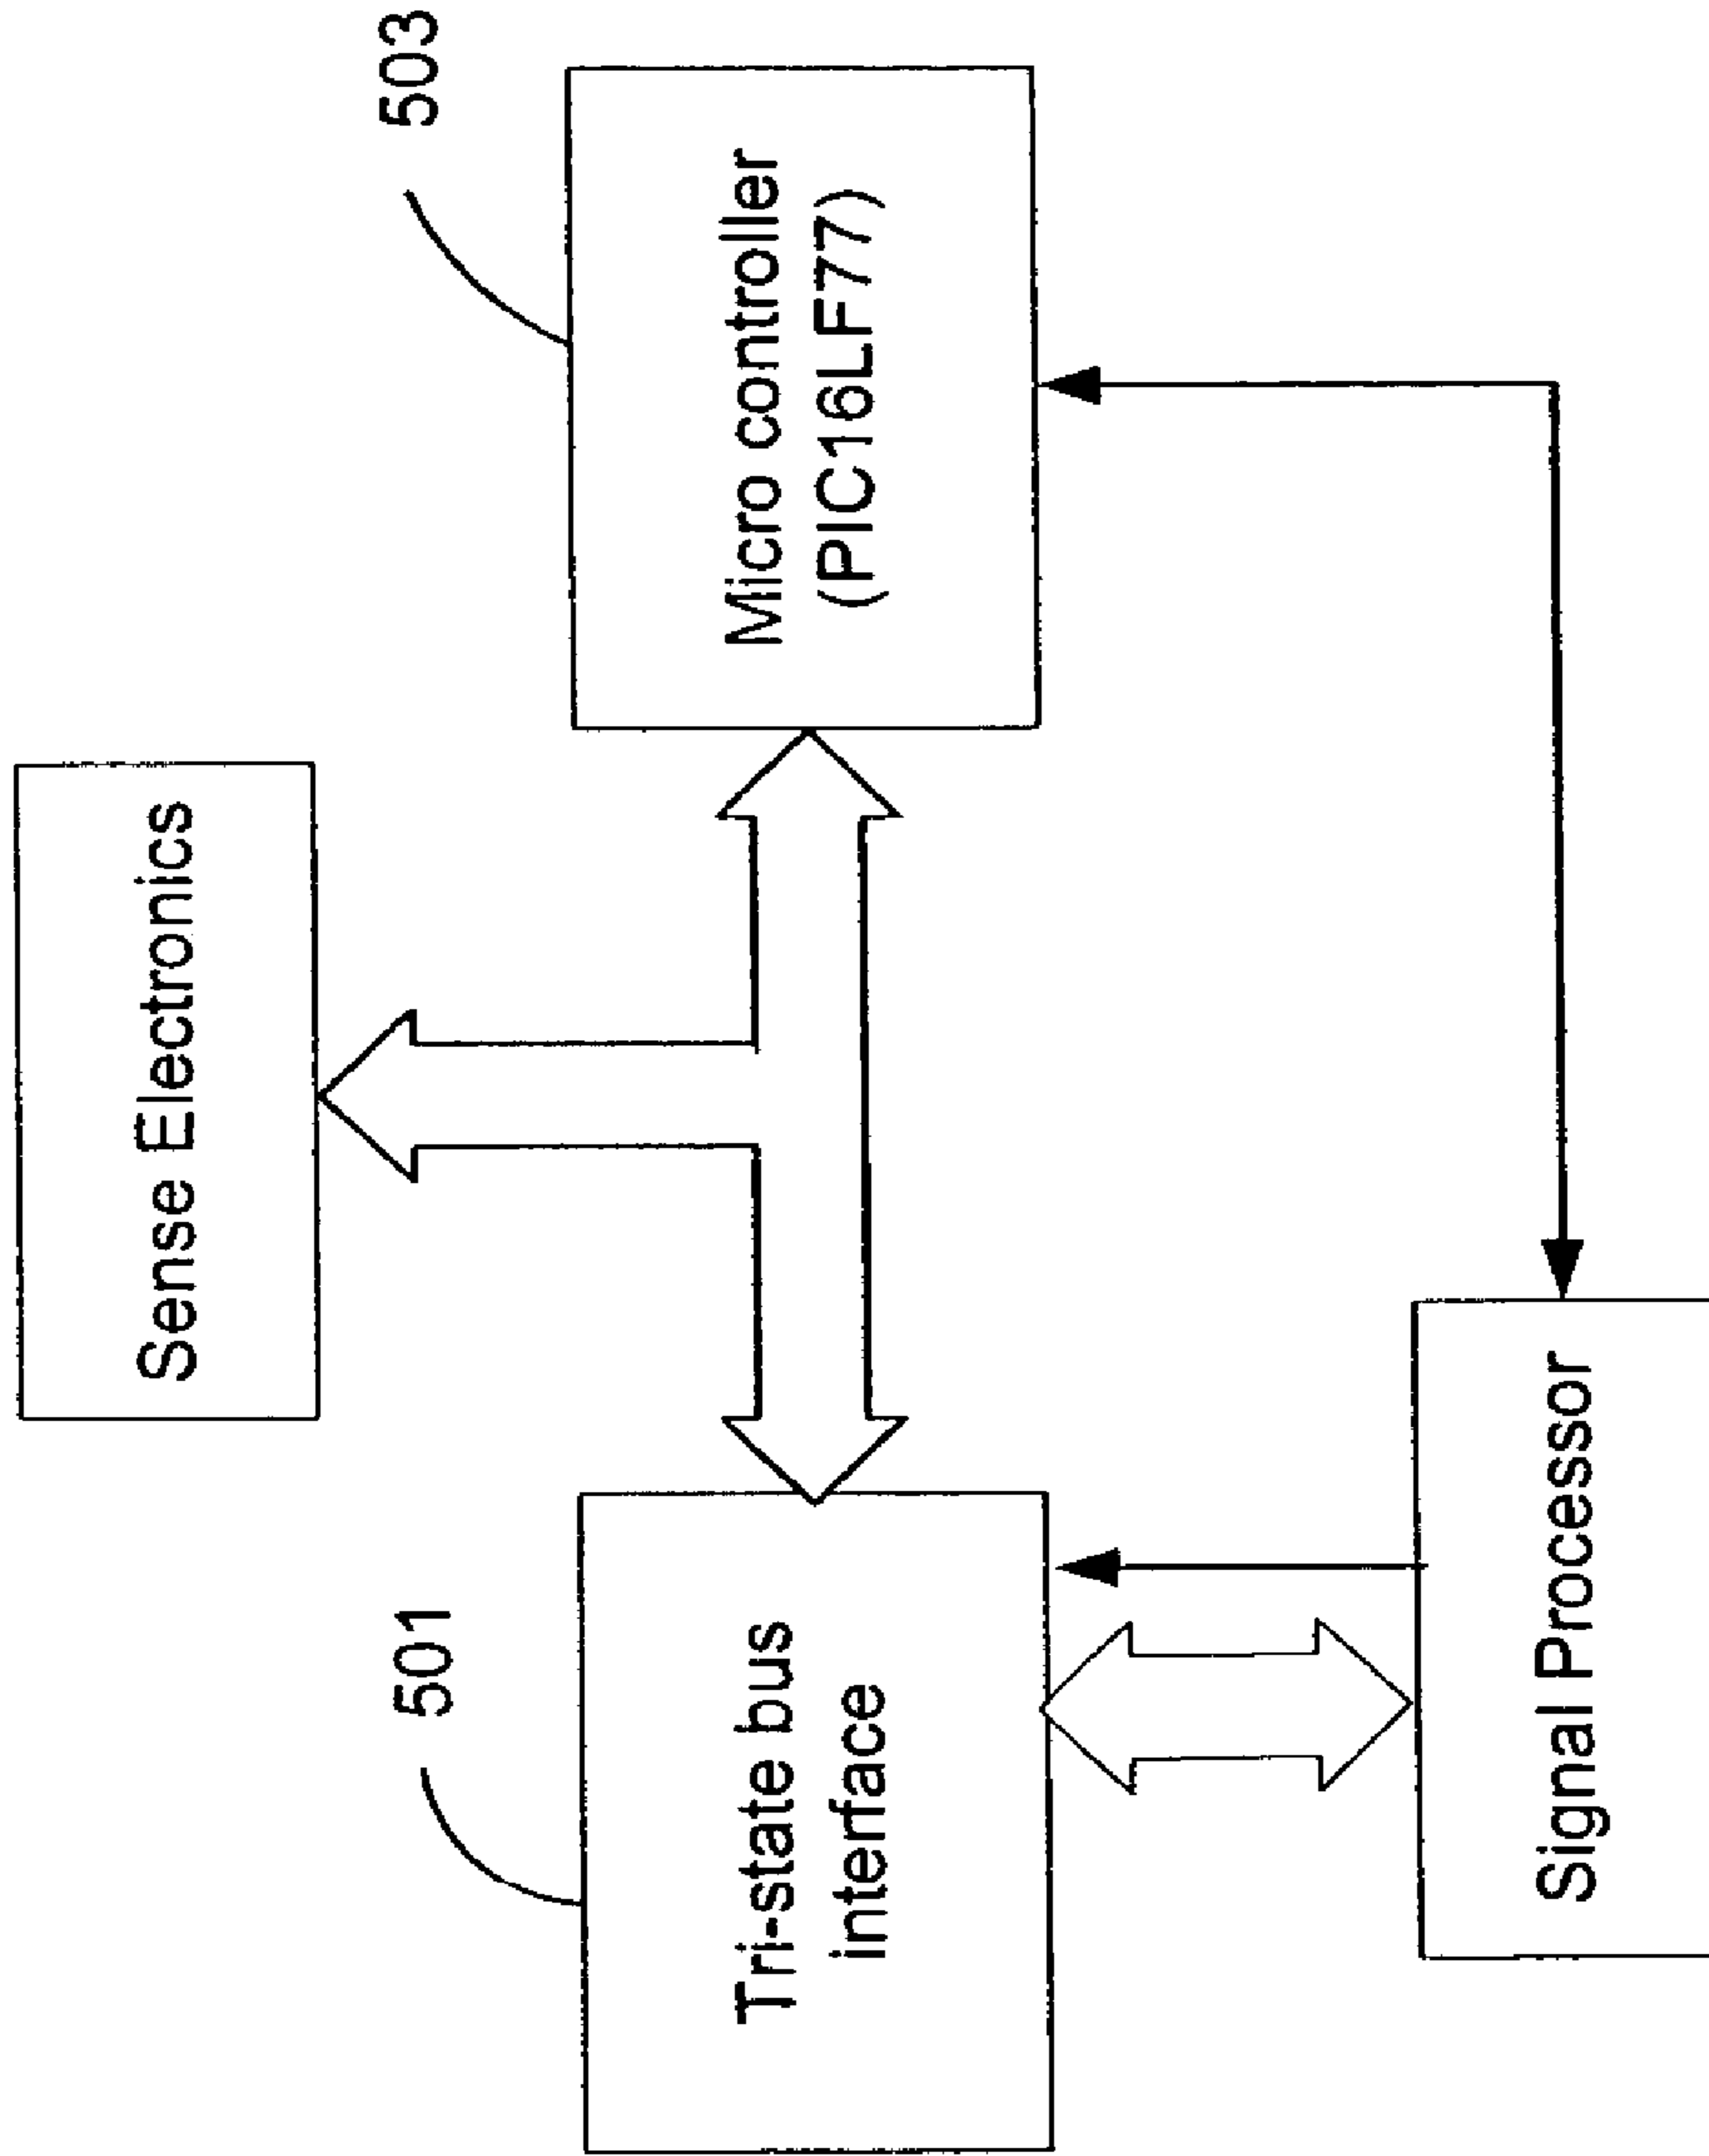 Sense Electronics
501
503
Tri-state bus
interface
Micro controller
(PIC16LF77)
Signal Processor